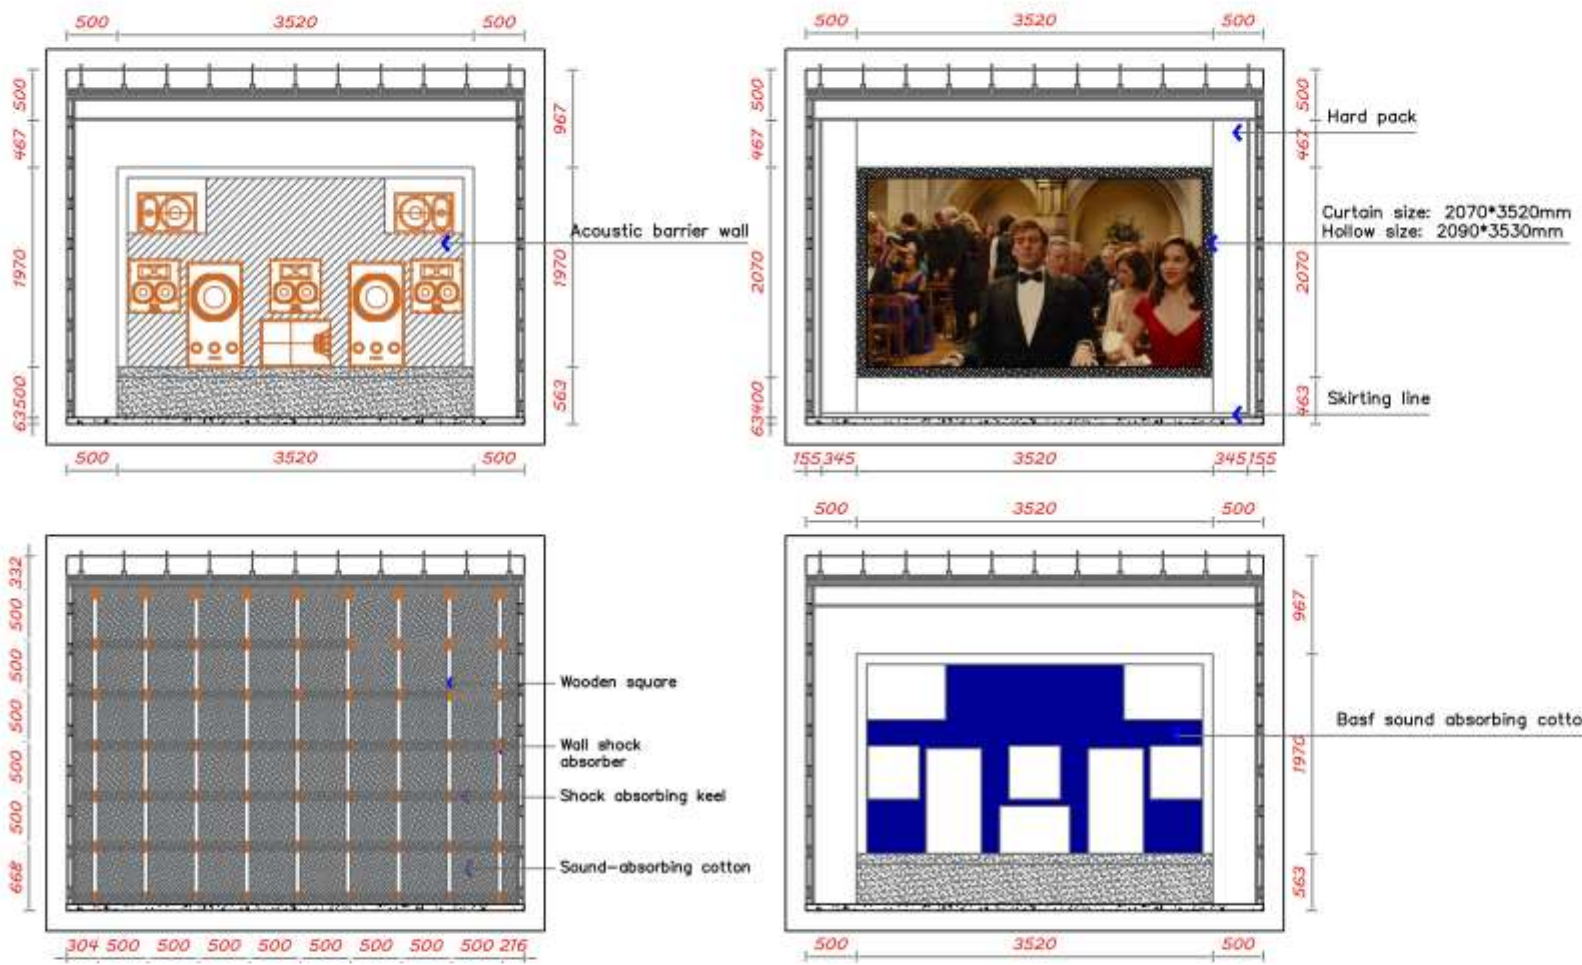 500 3520 500
500
467
1970
500
63
967
1970
563
Acoustic barrier wall
500 3520 500
500 3520 500
500
467
2070
400
63
500
467
2070
463
Hard pack
Curtain size: 2070*3520mm
Hollow size: 2090*3530mm
Skirting line
155 345 3520 345 155
332
500
500
500
500
500
668
Wooden square
Wall shock
absorber
Shock absorbing keel
Sound-absorbing cotton
304 500 500 500 500 500 500 500 500 216
500 3520 500
967
1970
563
Basf sound absorbing cotto
500 3520 500